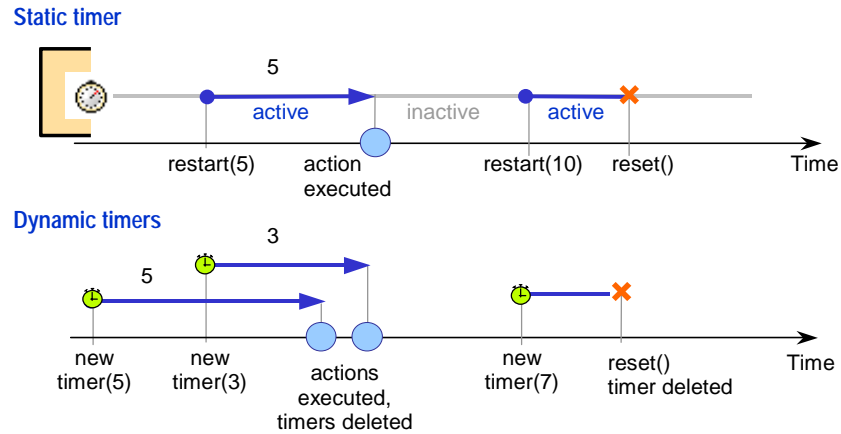 Static timer
5
active
inactive
active
restart(5)
action
executed
restart(10)
reset()
Time
Dynamic timers
3
5
new
timer(5)
new
timer(3)
actions
executed,
timers deleted
new
timer(7)
reset()
timer deleted
Time